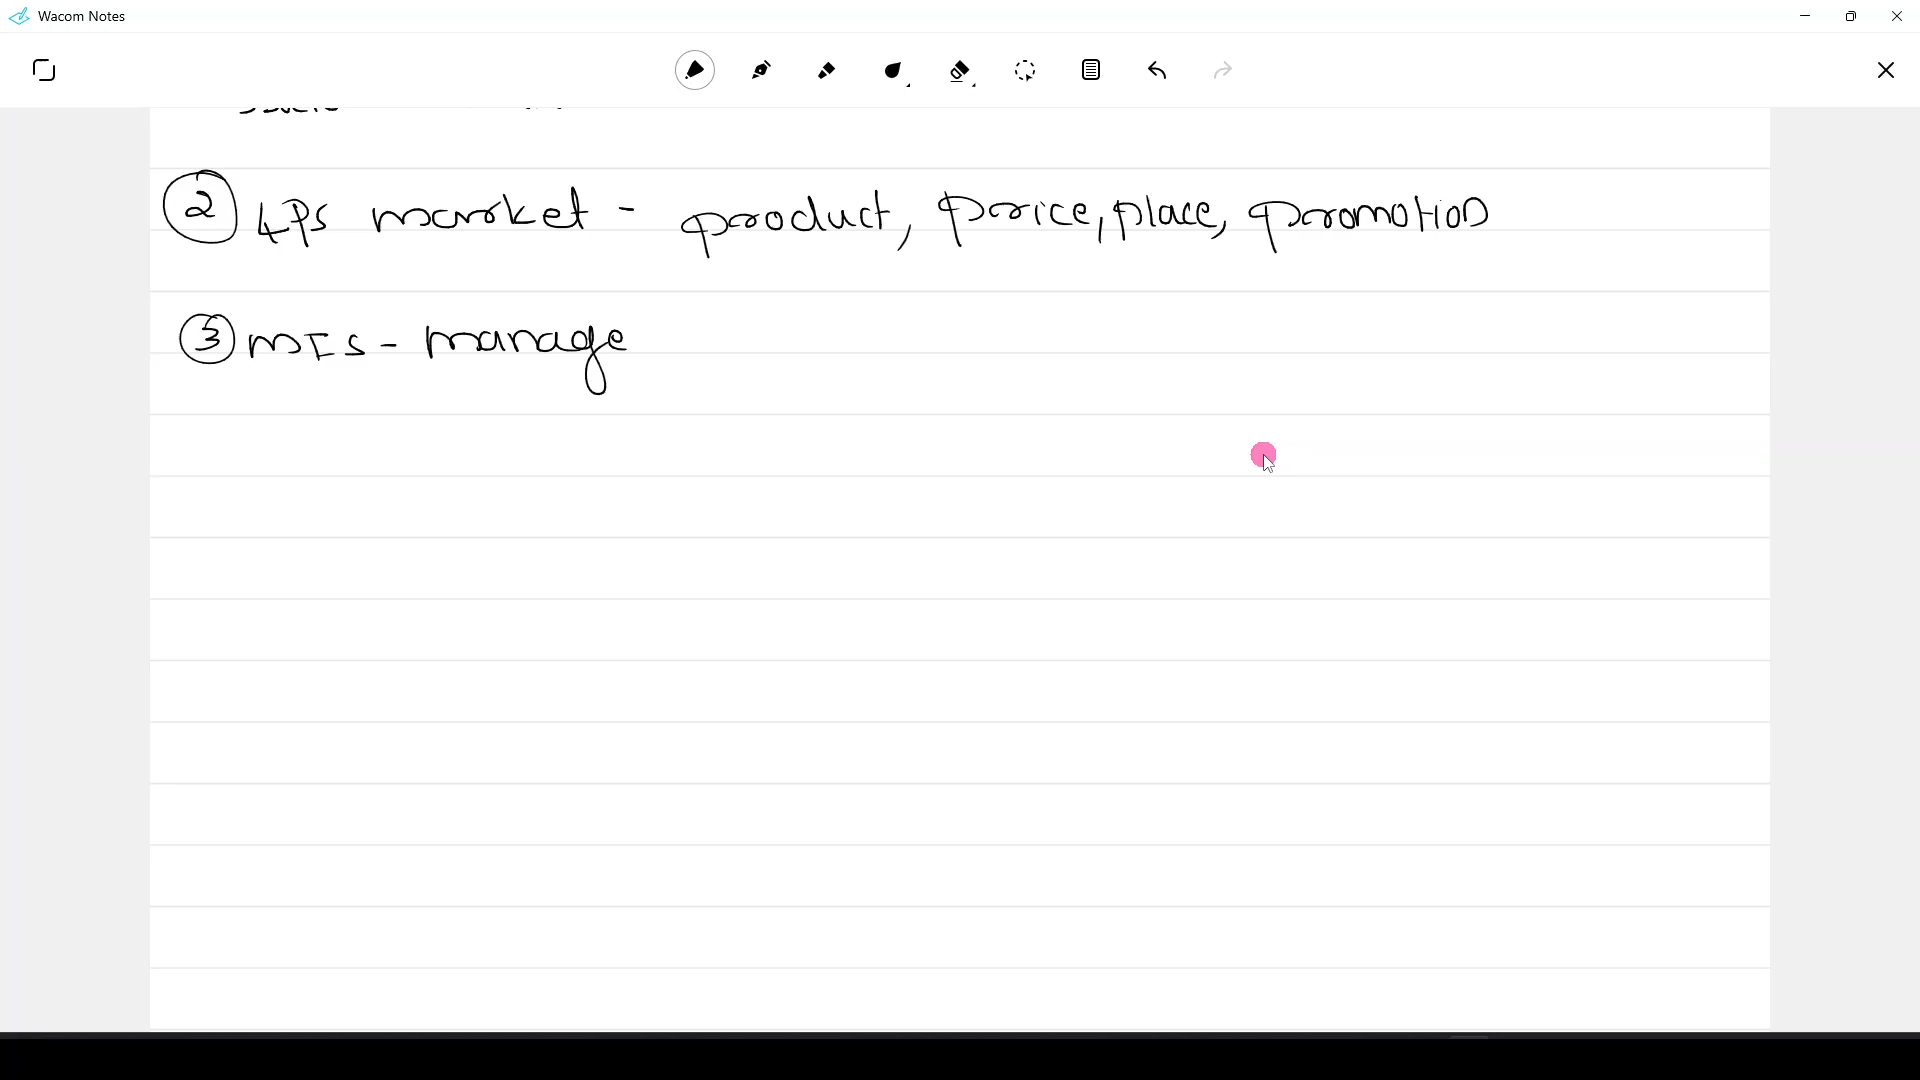 Wacom Notes
② 4Ps market - product, price, place, promotion
③ MIS - manage